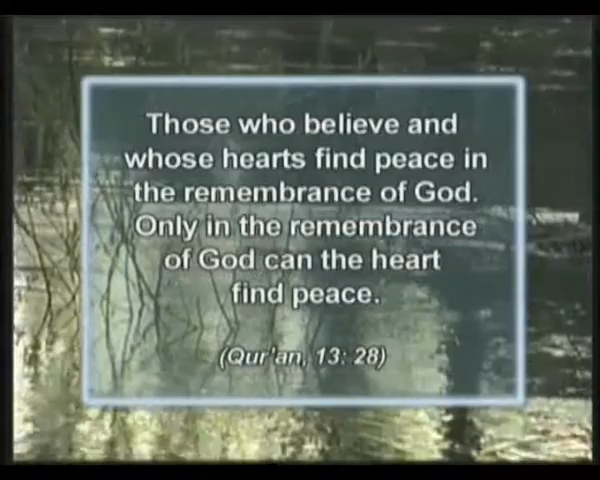 Those who believe and
whose hearts find peace in
the remembrance of God.
Only in the remembrance
of God can the heart
find peace.
(Qur'an, 13: 28)